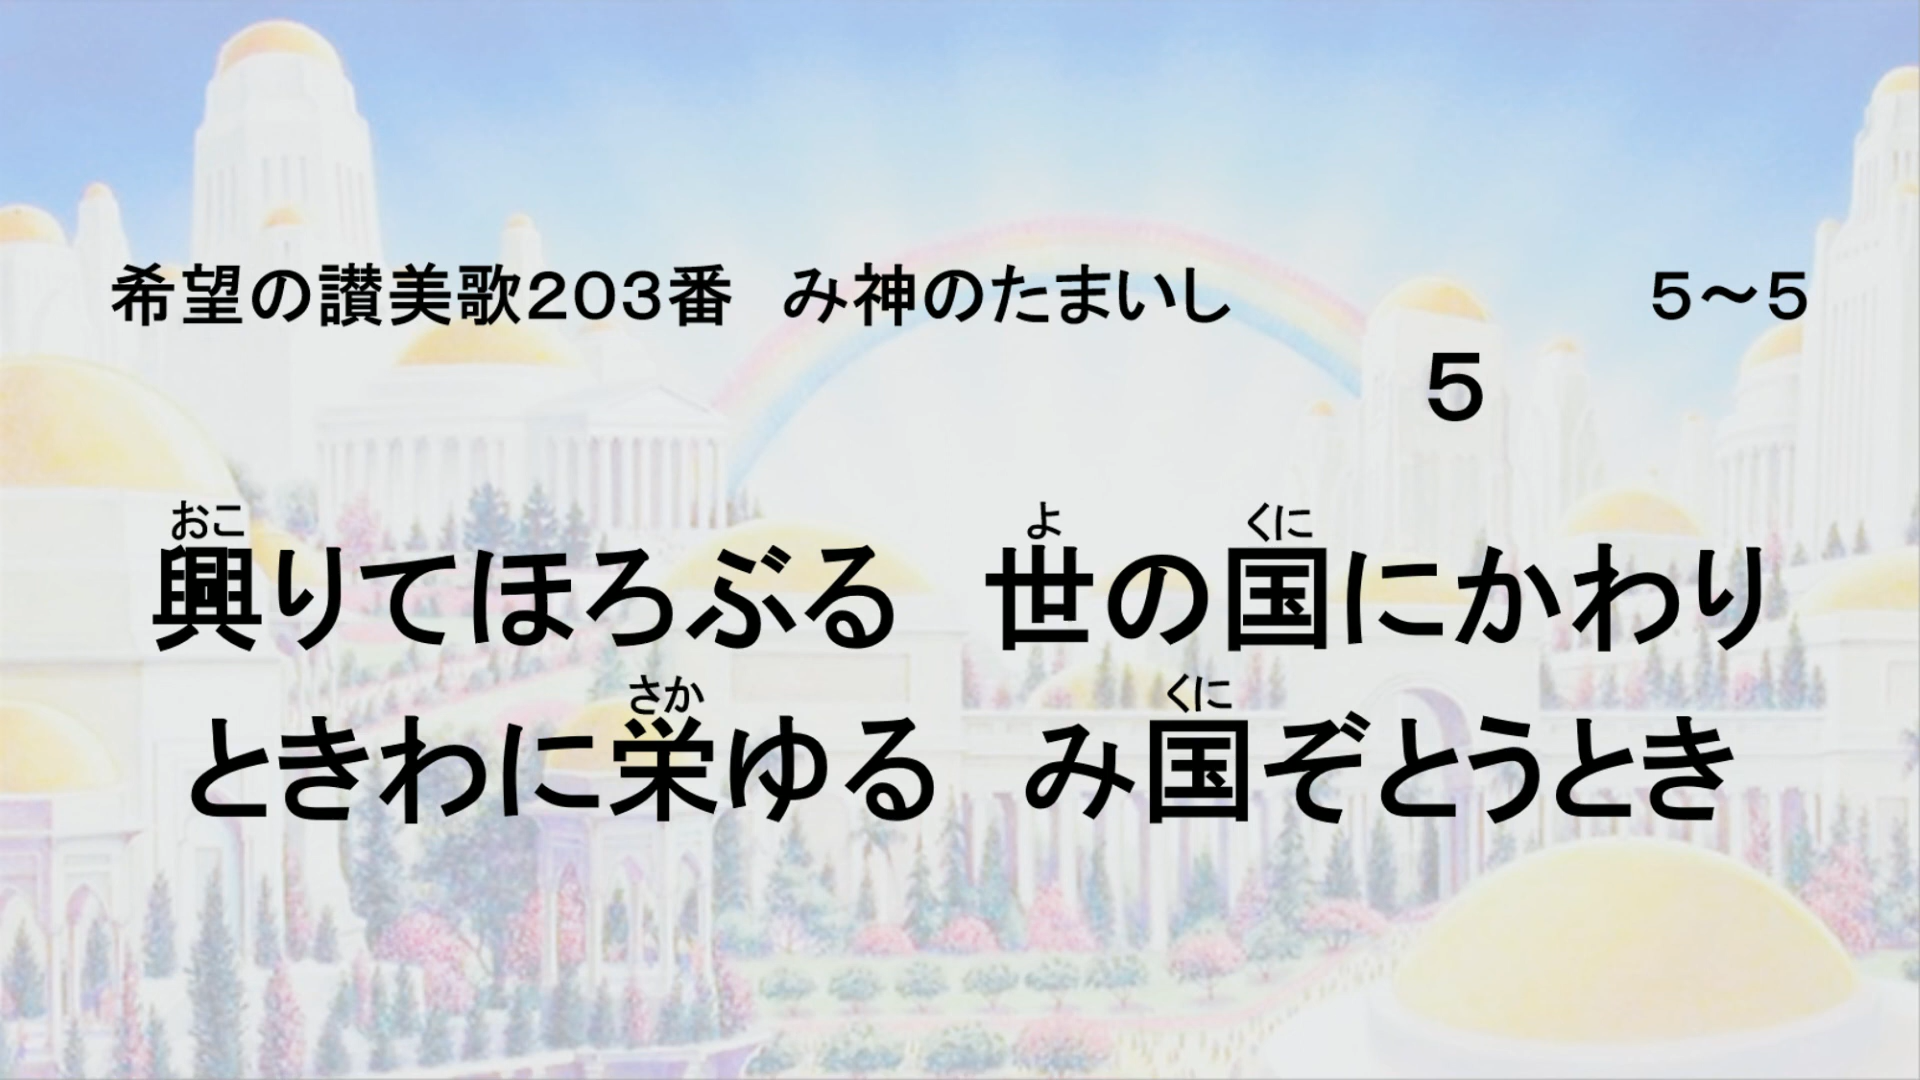 希望の讃美歌203番　み神のたまいし　5～5
5
おこ　よ　くに
興りてほろぶる　世の国にかわり
さか　くに
ときわに栄ゆる　み国ぞとうとき